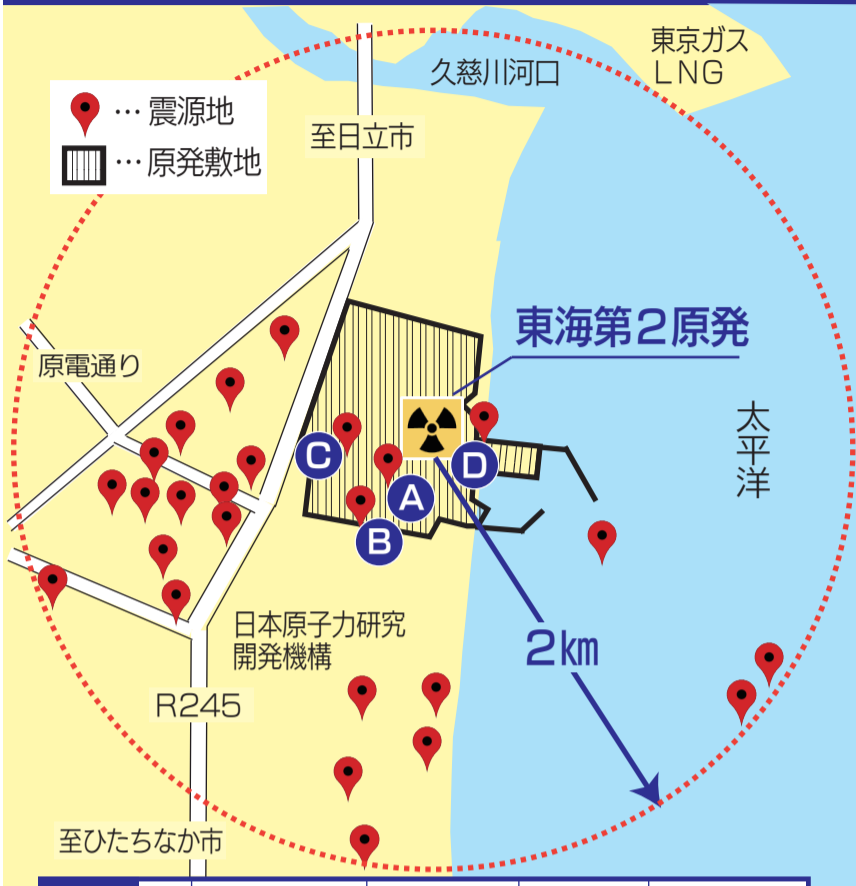 東京ガス
LNG
久慈川河口
…震源地
至日立市
…原発敷地
東海第2原発
原電通り
太平洋
C
D
A
B
日本原子力研究
開発機構
2km
R245
至ひたちなか市